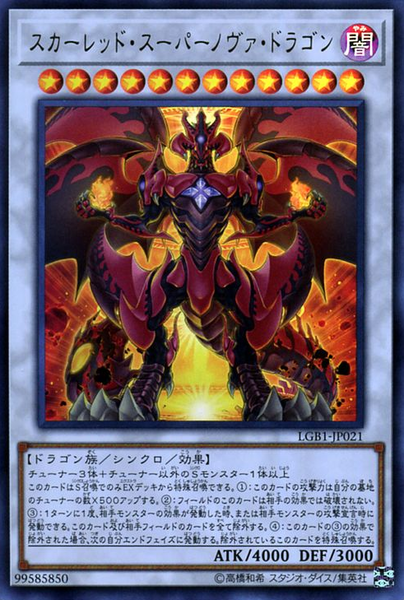 スカーレッド・スーパーノヴァ・ドラゴン
闇
LGB1-JP021
【ドラゴン族/シンクロ/効果】
チューナー3体+チューナー以外のSモンスター1体以上
このカードはS召喚でのみEXデッキから特殊召喚できる。①:このカードの攻撃力は自分の墓地
のチューナーの数×500アップする。②:フィールドのこのカードは相手の効果では破壊されない。
③:1ターンに1度、相手モンスターの効果が発動した時、または相手モンスターの攻撃宣言時に
発動できる。このカード及び相手フィールドのカードを全て除外する。④:このカードが③の効果で
除外された場合、次の自分エンドフェイズに発動する。除外されているこのカードを特殊召喚する。
ATK/4000 DEF/3000
99585850
©高橋和希 スタジオ・ダイス/集英社